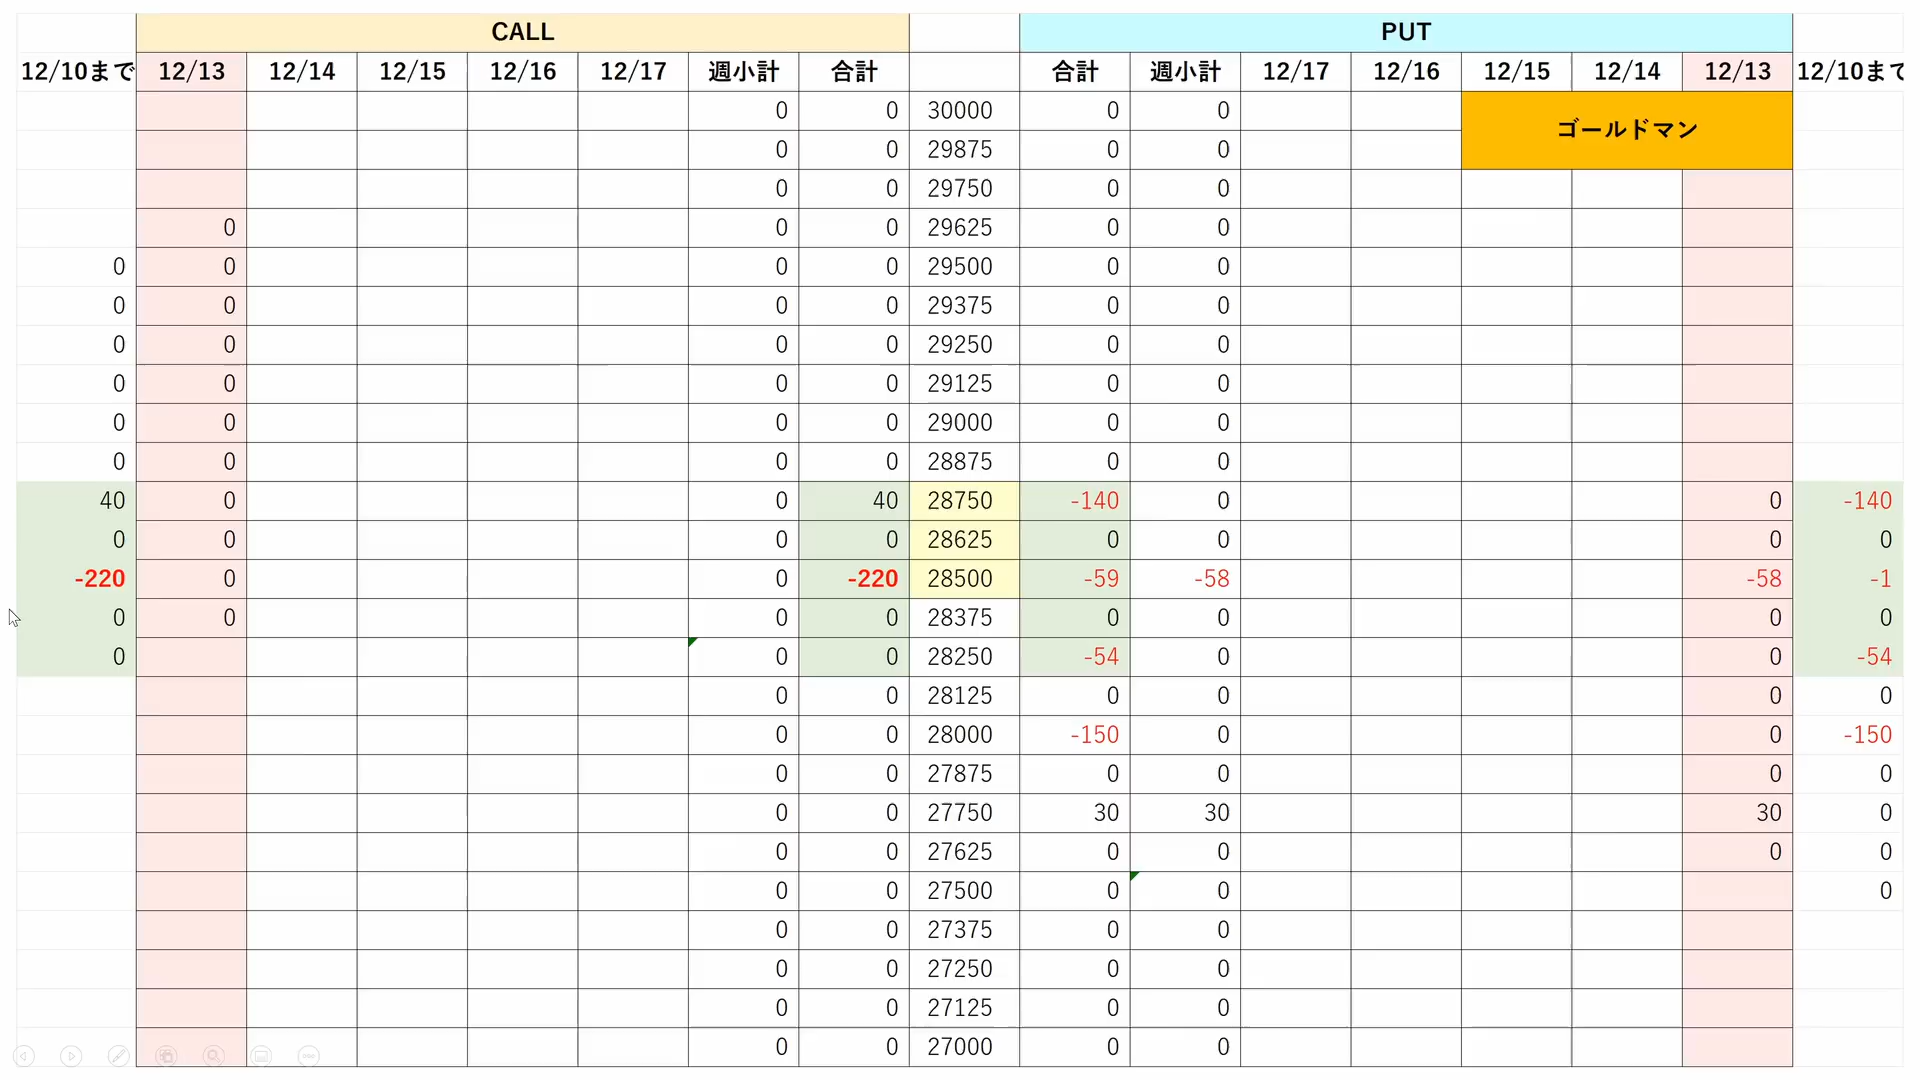 CALL PUT
12/10まで 12/13 12/14 12/15 12/16 12/17 週小計 合計 合計 週小計 12/17 12/16 12/15 12/14 12/13 12/10まで
0 0 30000 0 0 ゴールドマン
0 0 29875 0 0
0 0 29750 0 0
0 0 0 29625 0 0
0 0 0 0 29500 0 0
0 0 0 0 29375 0 0
0 0 0 0 29250 0 0
0 0 0 0 29125 0 0
0 0 0 0 29000 0 0
0 0 0 0 28875 0 0
40 0 0 40 28750 -140 0 0 -140
0 0 0 0 28625 0 0 0 0
-220 0 0 -220 28500 -59 -58 -58 -1
0 0 0 0 28375 0 0 0 0
0 0 0 28250 -54 0 0 -54
0 0 28125 0 0 0 0
0 0 28000 -150 0 0 -150
0 0 27875 0 0 0 0
0 0 27750 30 30 30 0
0 0 27625 0 0 0 0
0 0 27500 0 0 0
0 0 27375 0 0
0 0 27250 0 0
0 0 27125 0 0
0 0 27000 0 0